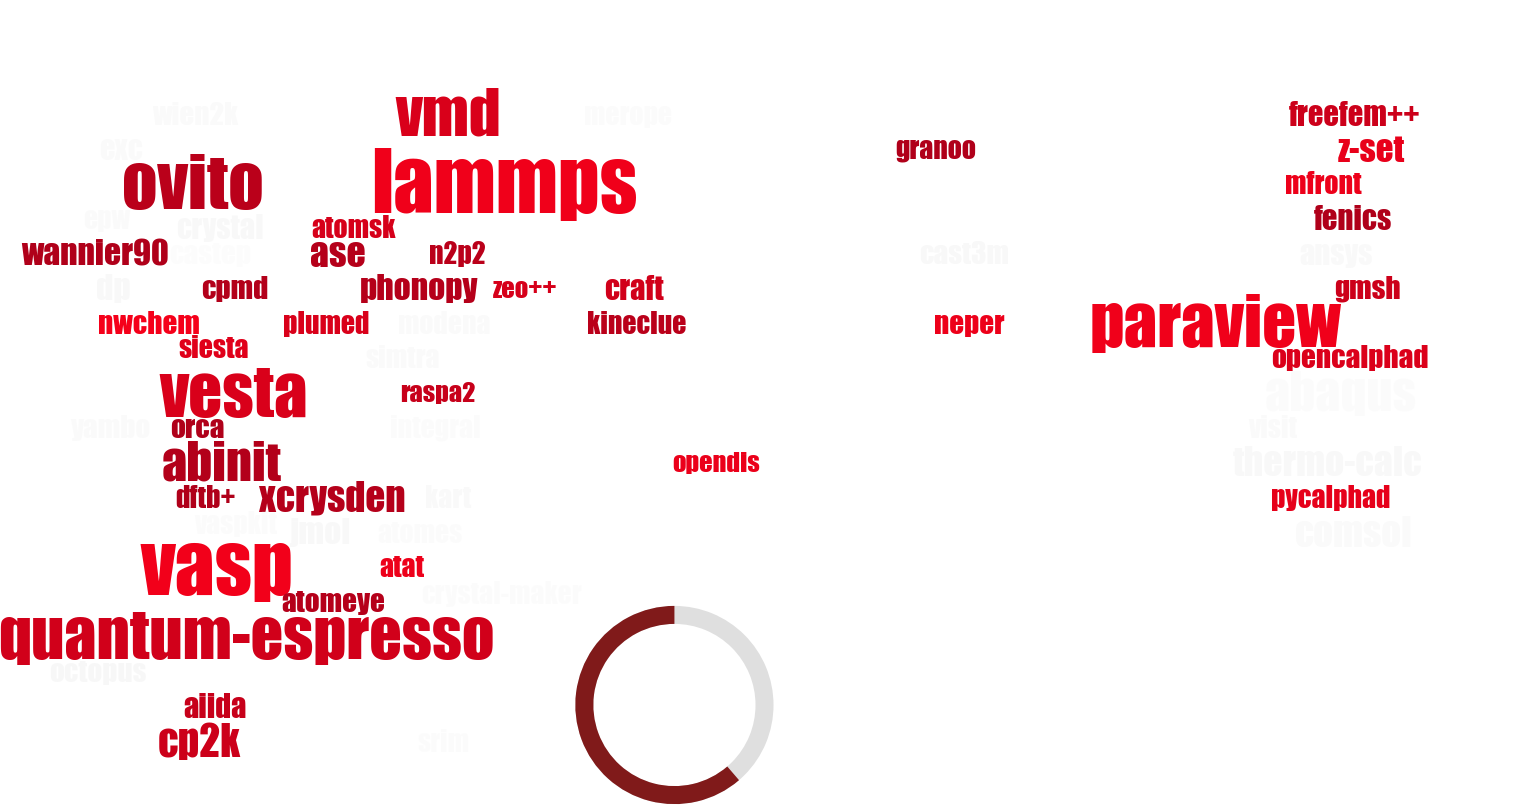 vmd
wien2k
merope
freefem++
exc
granoo
z-set
ovito
lammps
mfront
epw
crystal
atomsk
fenics
wannier90
castep
ase
n2p2
cast3m
ansys
dp
cpmd
phonopy
zeo++
craft
gmsh
nwchem
plumed
modena
kineclue
neper
paraview
siesta
simtra
opencalphad
vesta
raspa2
abaqus
yambo
orca
integral
visit
abinit
opendis
thermo-calc
dftb+
xcrysden
kart
pycalphad
vaspkit
jmol
atomes
comsol
vasp
atat
atomeye
crystal-maker
quantum-espresso
octopus
aiida
cp2k
srim